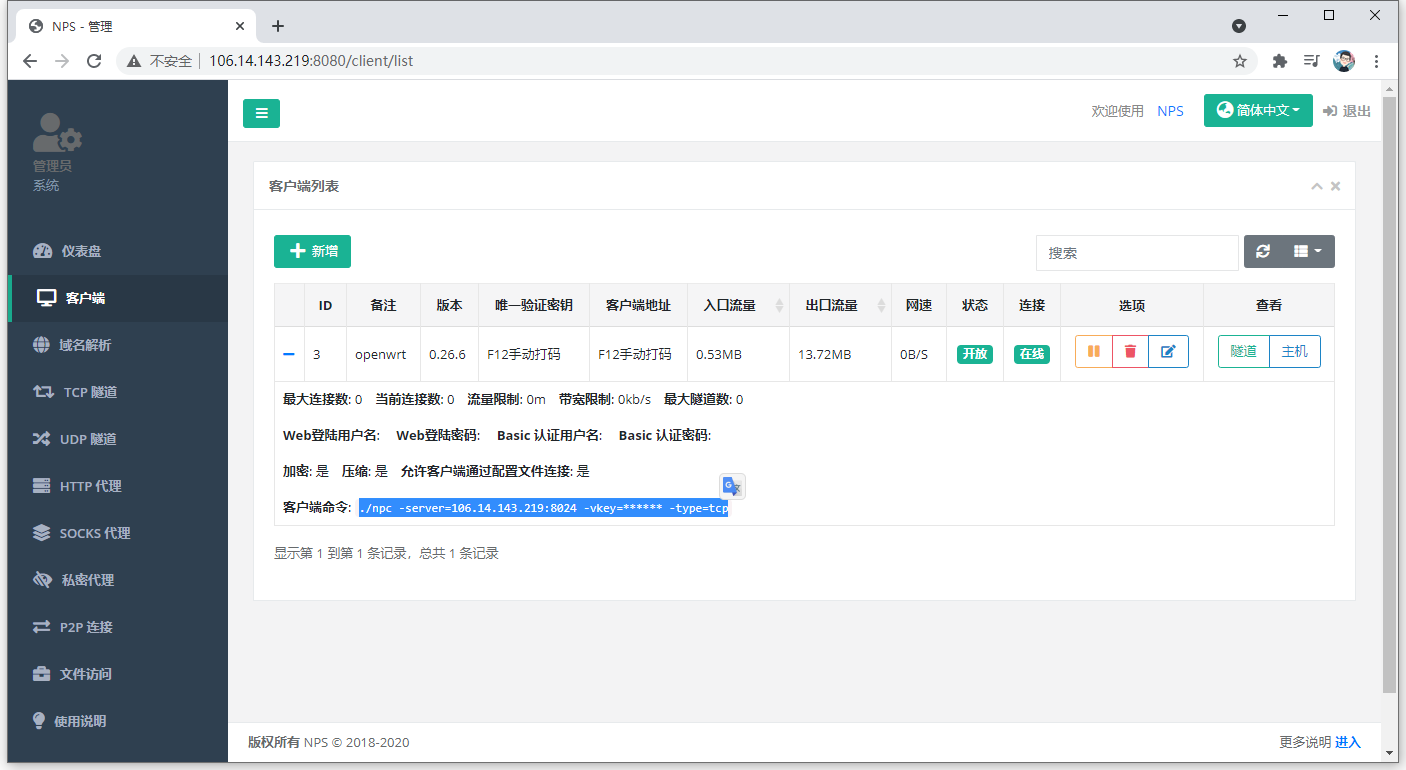 NPS - 管理
不安全 106.14.143.219:8080/client/list
管理员
系统
仪表盘
客户端
域名解析
TCP 隧道
UDP 隧道
HTTP 代理
SOCKS 代理
私密代理
P2P 连接
文件访问
使用说明
欢迎使用 NPS 简体中文 退出
客户端列表
新增 搜索
ID 备注 版本 唯一验证密钥 客户端地址 入口流量 出口流量 网速 状态 连接 选项 查看
3 openwrt 0.26.6 F12手动打码 F12手动打码 0.53MB 13.72MB 0B/S 开放 在线 隧道 主机
最大连接数: 0 当前连接数: 0 流量限制: 0m 带宽限制: 0kb/s 最大隧道数: 0
Web登陆用户名: Web登陆密码: Basic 认证用户名: Basic 认证密码:
加密: 是 压缩: 是 允许客户端通过配置文件连接: 是
客户端命令: ./npc -server=106.14.143.219:8024 -vkey=****** -type=tcp
显示第 1 到第 1 条记录，总共 1 条记录
版权所有 NPS © 2018-2020 更多说明 进入